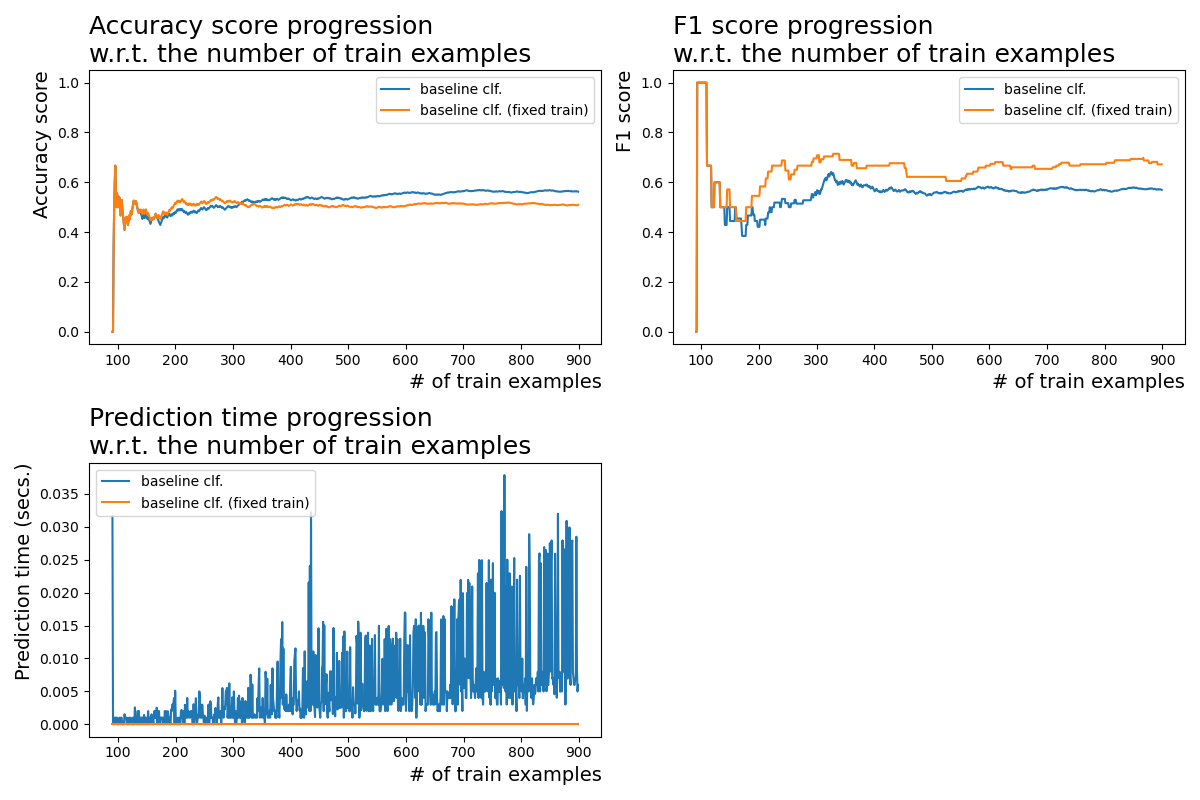 Accuracy score progression
w.r.t. the number of train examples
Accuracy score
1.0
0.8
0.6
0.4
0.2
0.0
baseline clf.
baseline clf. (fixed train)
100 200 300 400 500 600 700 800 900
# of train examples
F1 score progression
w.r.t. the number of train examples
F1 score
1.0
0.8
0.6
0.4
0.2
0.0
baseline clf.
baseline clf. (fixed train)
100 200 300 400 500 600 700 800 900
# of train examples
Prediction time progression
w.r.t. the number of train examples
Prediction time (secs.)
0.035
0.030
0.025
0.020
0.015
0.010
0.005
0.000
baseline clf.
baseline clf. (fixed train)
100 200 300 400 500 600 700 800 900
# of train examples